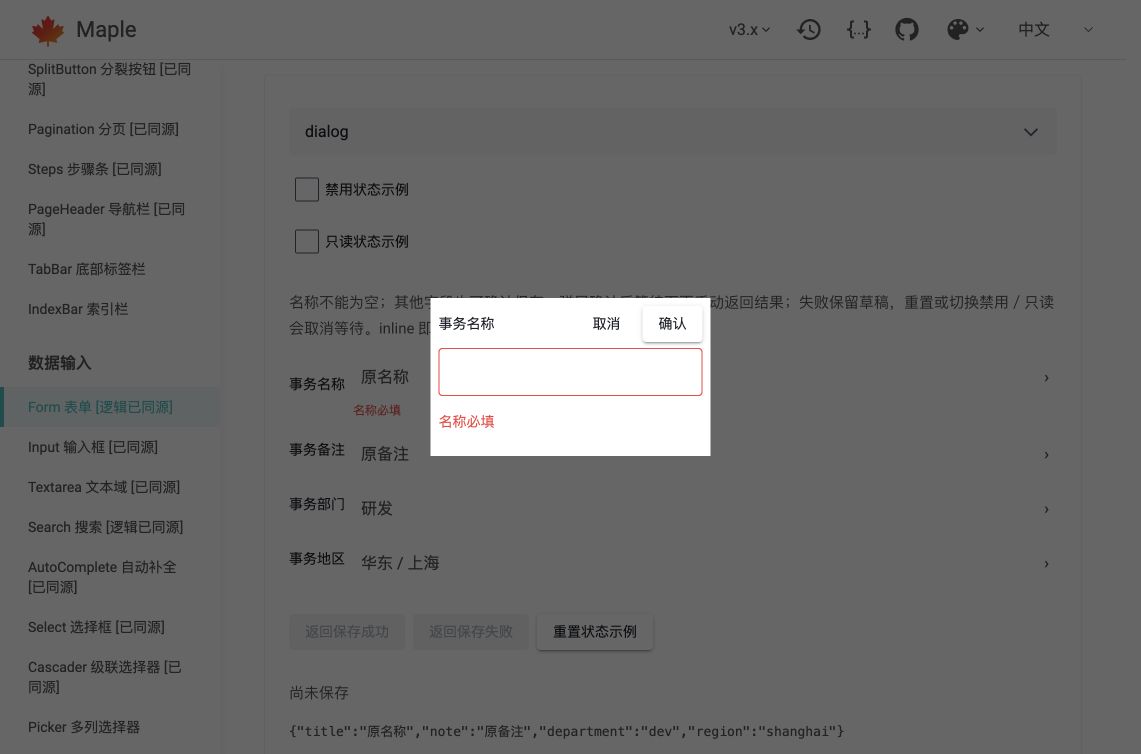 Maple
v3.x
{...}
中文
SplitButton 分裂按钮 [已同
源]
Pagination 分页 [已同源]
Steps 步骤条 [已同源]
PageHeader 导航栏 [已同
源]
TabBar 底部标签栏
IndexBar 索引栏
数据输入
Form 表单 [逻辑已同源]
Input 输入框 [已同源]
Textarea 文本域 [已同源]
Search 搜索 [逻辑已同源]
AutoComplete 自动补全
[已同源]
Select 选择框 [已同源]
Cascader 级联选择器 [已
同源]
Picker 多列选择器
dialog
禁用状态示例
只读状态示例
名称不能为空；其他
动返回结果；失败保留草稿，重置或切换禁用 / 只读
会取消等待。inline 即
事务名称
取消
确认
名称必填
事务名称 原名称
名称必填
事务备注 原备注
事务部门 研发
事务地区 华东 / 上海
返回保存成功 返回保存失败 重置状态示例
尚未保存
{"title":"原名称","note":"原备注","department":"dev","region":"shanghai"}